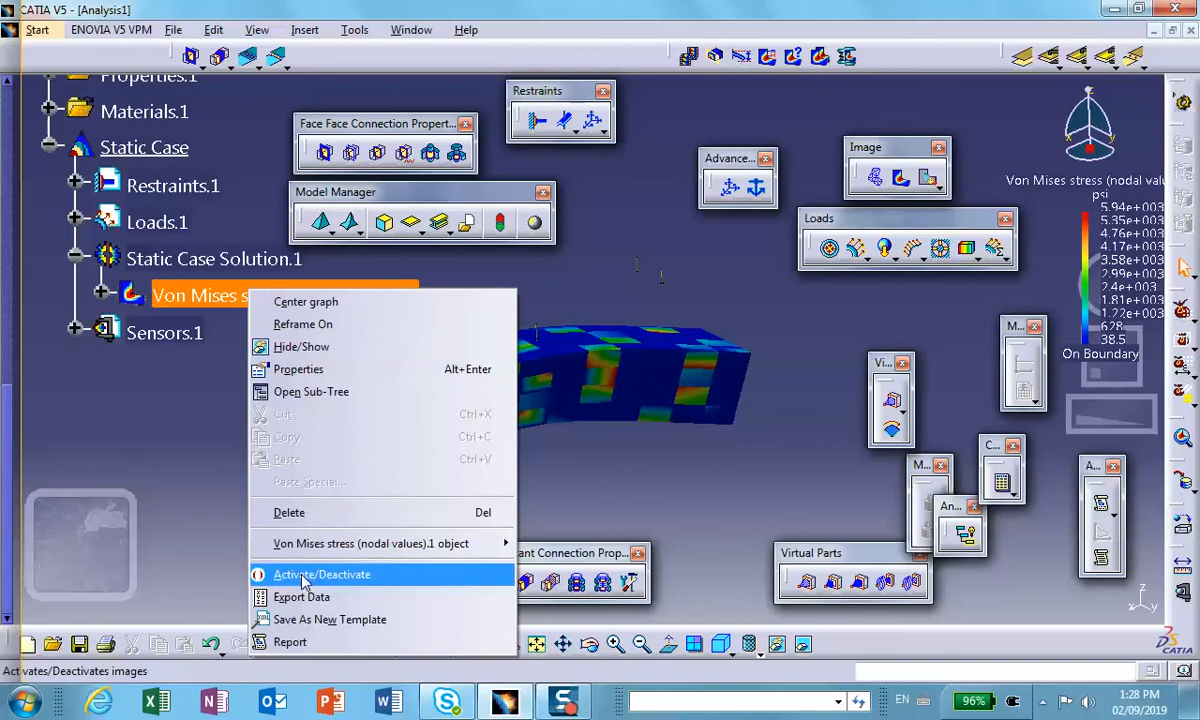 CATIA V5 - [Analysis1]
Start ENOVIA V5 VPM File Edit View Insert Tools Window Help
Properties.1
Materials.1
Static Case
Restraints.1
Loads.1
Static Case Solution.1
Von Mises s
Sensors.1
Face Face Connection Propert...
Model Manager
Restraints
Advance...
Image
Loads
Von Mises stress (nodal valu
psi
5.94e+003
5.35e+003
4.76e+003
4.17e+003
3.58e+003
2.99e+003
2.4e+003
1.81e+003
1.22e+003
628
38.5
On Boundary
Center graph
Reframe On
Hide/Show
Properties Alt+Enter
Open Sub-Tree
Cut Ctrl+X
Copy Ctrl+C
Paste Ctrl+V
Paste Special...
Delete Del
Von Mises stress (nodal values).1 object
Activate/Deactivate
Export Data
Save As New Template
Report
M...
Vi...
C...
M...
An...
A...
ant Connection Prop...
Virtual Parts
z
x
y
z
x
y
CATIA
Activates/Deactivates images
EN
96%
1:28 PM
02/09/2019